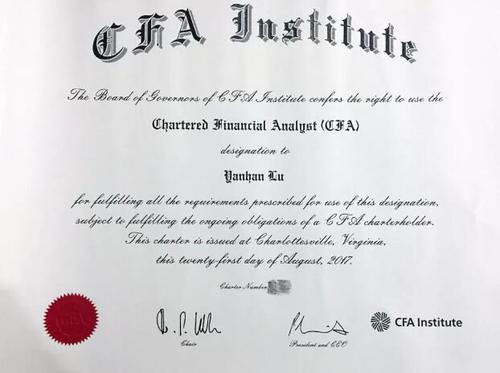 CFA Institute
The Board of Governors of CFA Institute confers the right to use the
Chartered Financial Analyst (CFA)
designation to
Yanhan Lu
for fulfilling all the requirements prescribed for use of this designation,
subject to fulfilling the ongoing obligations of a CFA charterholder.
This charter is issued at Charlottesville, Virginia,
this twenty-first day of August, 2017.
Charter Number
CFA
Chair
President and CEO
CFA Institute